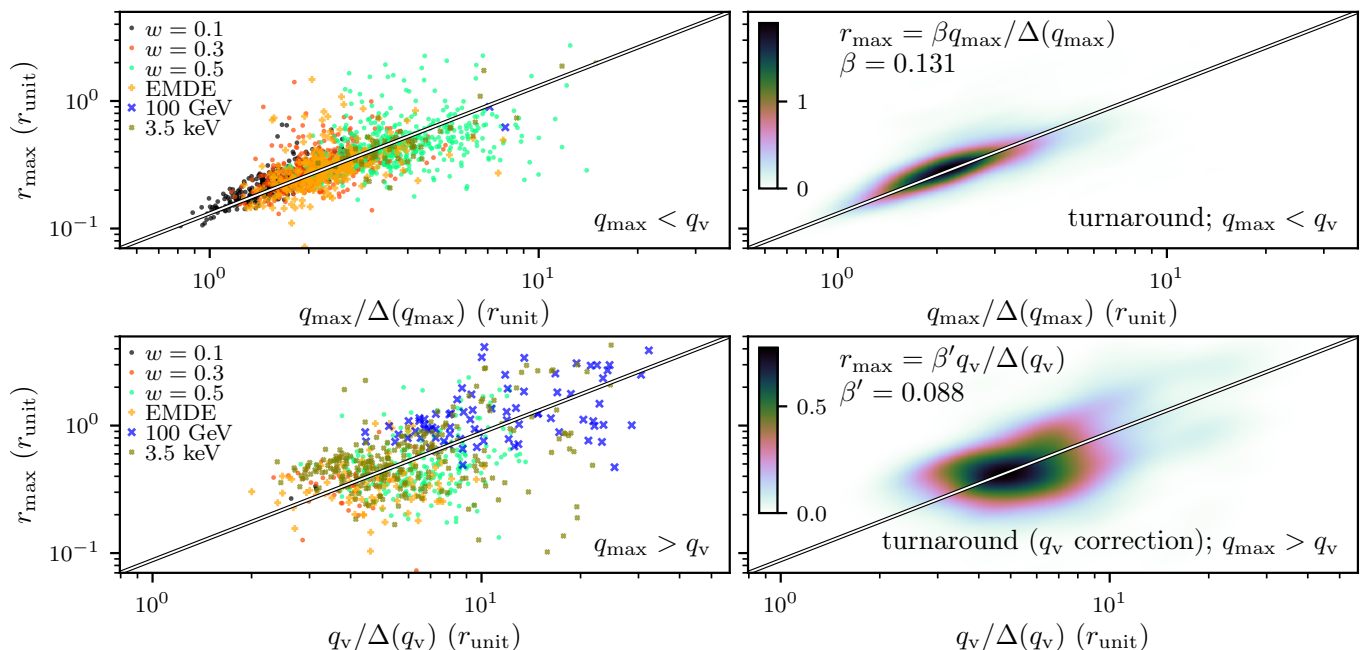 r_max (r_unit)
10^0
10^−1
w = 0.1
w = 0.3
w = 0.5
EMDE
100 GeV
3.5 keV
q_max < q_v
10^0
10^1
q_max/Δ(q_max) (r_unit)
1
0
r_max = βq_max/Δ(q_max)
β = 0.131
turnaround; q_max < q_v
10^0
10^1
q_max/Δ(q_max) (r_unit)
r_max (r_unit)
10^0
10^−1
w = 0.1
w = 0.3
w = 0.5
EMDE
100 GeV
3.5 keV
q_max > q_v
10^0
10^1
q_v/Δ(q_v) (r_unit)
0.5
0.0
r_max = β′q_v/Δ(q_v)
β′ = 0.088
turnaround (q_v correction); q_max > q_v
10^0
10^1
q_v/Δ(q_v) (r_unit)